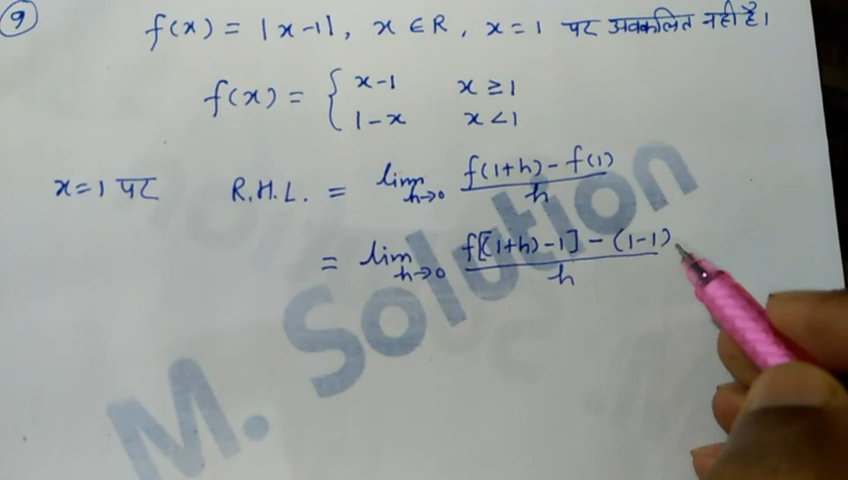 9
f(x) = |x-1|, x ∈ R, x = 1 पर अवकलित नहीं है।
f(x) = { x-1 x ≥ 1
1-x x < 1
x=1 पर R.H.L. = lim h→0 f(1+h) - f(1) / h
= lim h→0 f[(1+h)-1] - (1-1) / h
M. Solution